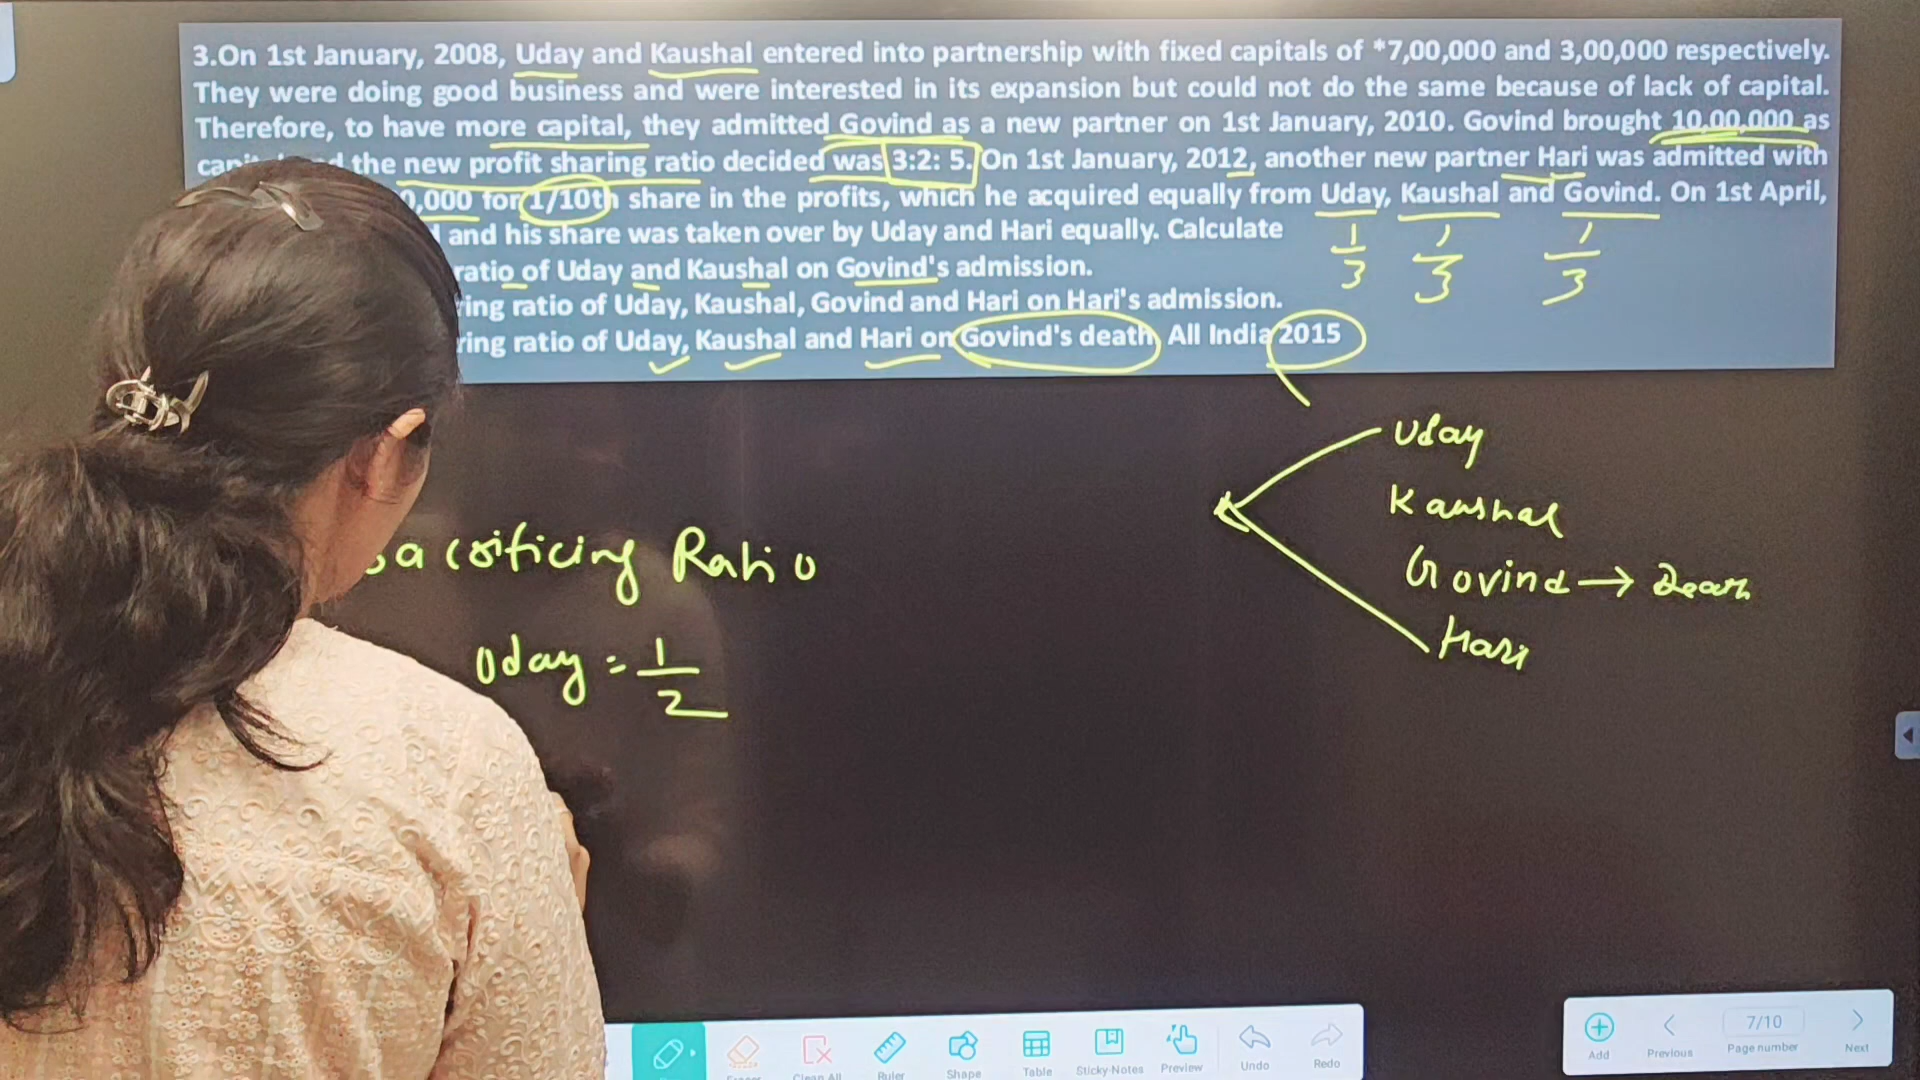 3.On 1st January, 2008, Uday and Kaushal entered into partnership with fixed capitals of *7,00,000 and 3,00,000 respectively.
They were doing good business and were interested in its expansion but could not do the same because of lack of capital.
Therefore, to have more capital, they admitted Govind as a new partner on 1st January, 2010. Govind brought 10,00,000 as
the new profit sharing ratio decided was 3:2: 5. On 1st January, 2012, another new partner Hari was admitted with
,000 for 1/10th share in the profits, which he acquired equally from Uday, Kaushal and Govind. On 1st April,
and his share was taken over by Uday and Hari equally. Calculate
ratio of Uday and Kaushal on Govind's admission.
ring ratio of Uday, Kaushal, Govind and Hari on Hari's admission.
ring ratio of Uday, Kaushal and Hari on Govind's death. All India 2015
1/3 1/3 1/3
Uday
Kaushal
Govind → Death
Hari
Sacrificing Ratio
Uday = 1/2
Clean All
Ruler
Shape
Table
Sticky-Notes
Preview
Undo
Redo
Add
Previous
7/10
Page number
Next